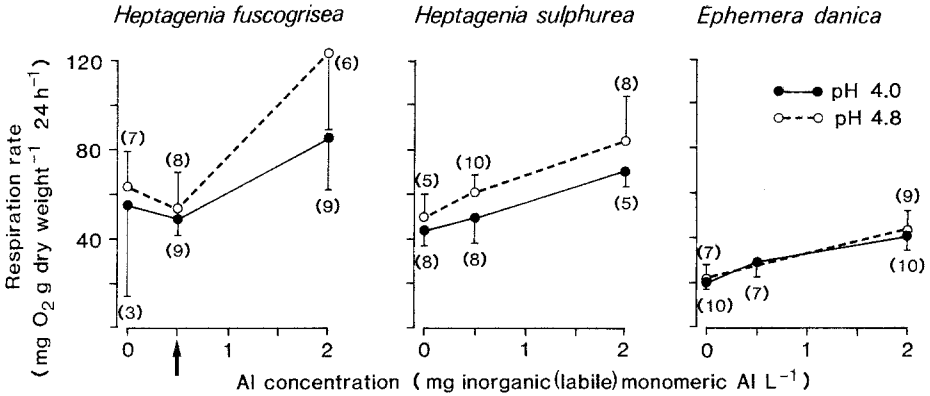 Heptagenia fuscogrisea Heptagenia sulphurea Ephemera danica
Respiration rate
(mg O₂ g dry weight⁻¹ 24h⁻¹)
120
80
40
(7)
(8)
(6)
(3)
(9)
(9)
0 1 2
(5)
(10)
(8)
(8)
(8)
(5)
0 1 2
pH 4.0
pH 4.8
(7)
(9)
(10)
(7)
(10)
0 1 2
Al concentration (mg inorganic (labile) monomeric Al L⁻¹)